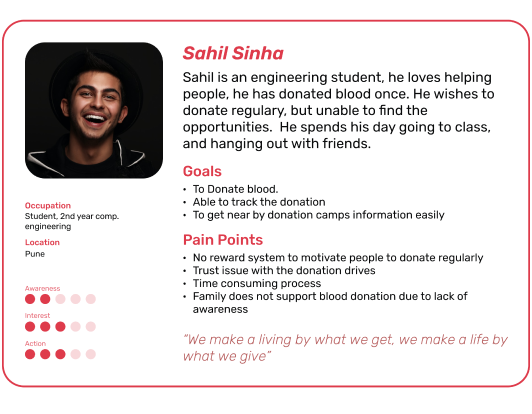 Sahil Sinha
Sahil is an engineering student, he loves helping
people, he has donated blood once. He wishes to
donate regulary, but unable to find the
opportunities.  He spends his day going to class,
and hanging out with friends.
Goals
• To Donate blood.
• Able to track the donation
• To get near by donation camps information easily
Pain Points
• No reward system to motivate people to donate regularly
• Trust issue with the donation drives
• Time consuming process
• Family does not support blood donation due to lack of
awareness
“We make a living by what we get, we make a life by
what we give”
Occupation
Student, 2nd year comp.
engineering
Location
Pune
Awareness
Interest
Action